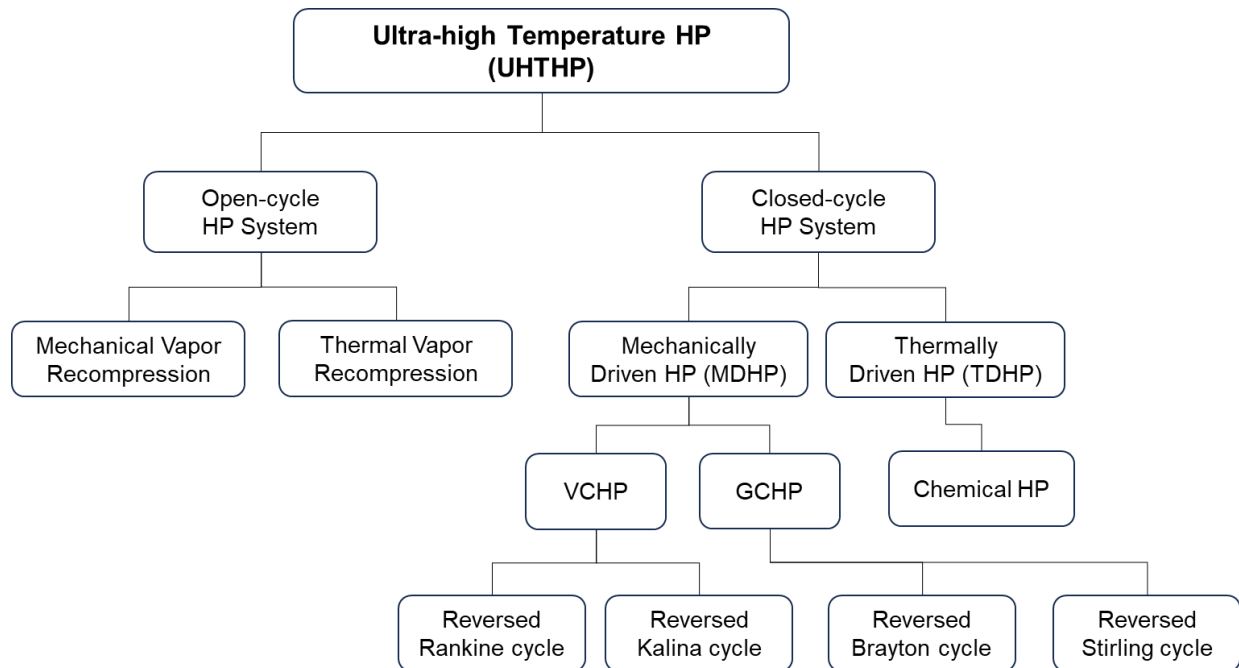 Ultra-high Temperature HP
(UHTHP)
Open-cycle
HP System
Closed-cycle
HP System
Mechanical Vapor
Recompression
Thermal Vapor
Recompression
Mechanically
Driven HP (MDHP)
Thermally
Driven HP (TDHP)
VCHP
GCHP
Chemical HP
Reversed
Rankine cycle
Reversed
Kalina cycle
Reversed
Brayton cycle
Reversed
Stirling cycle